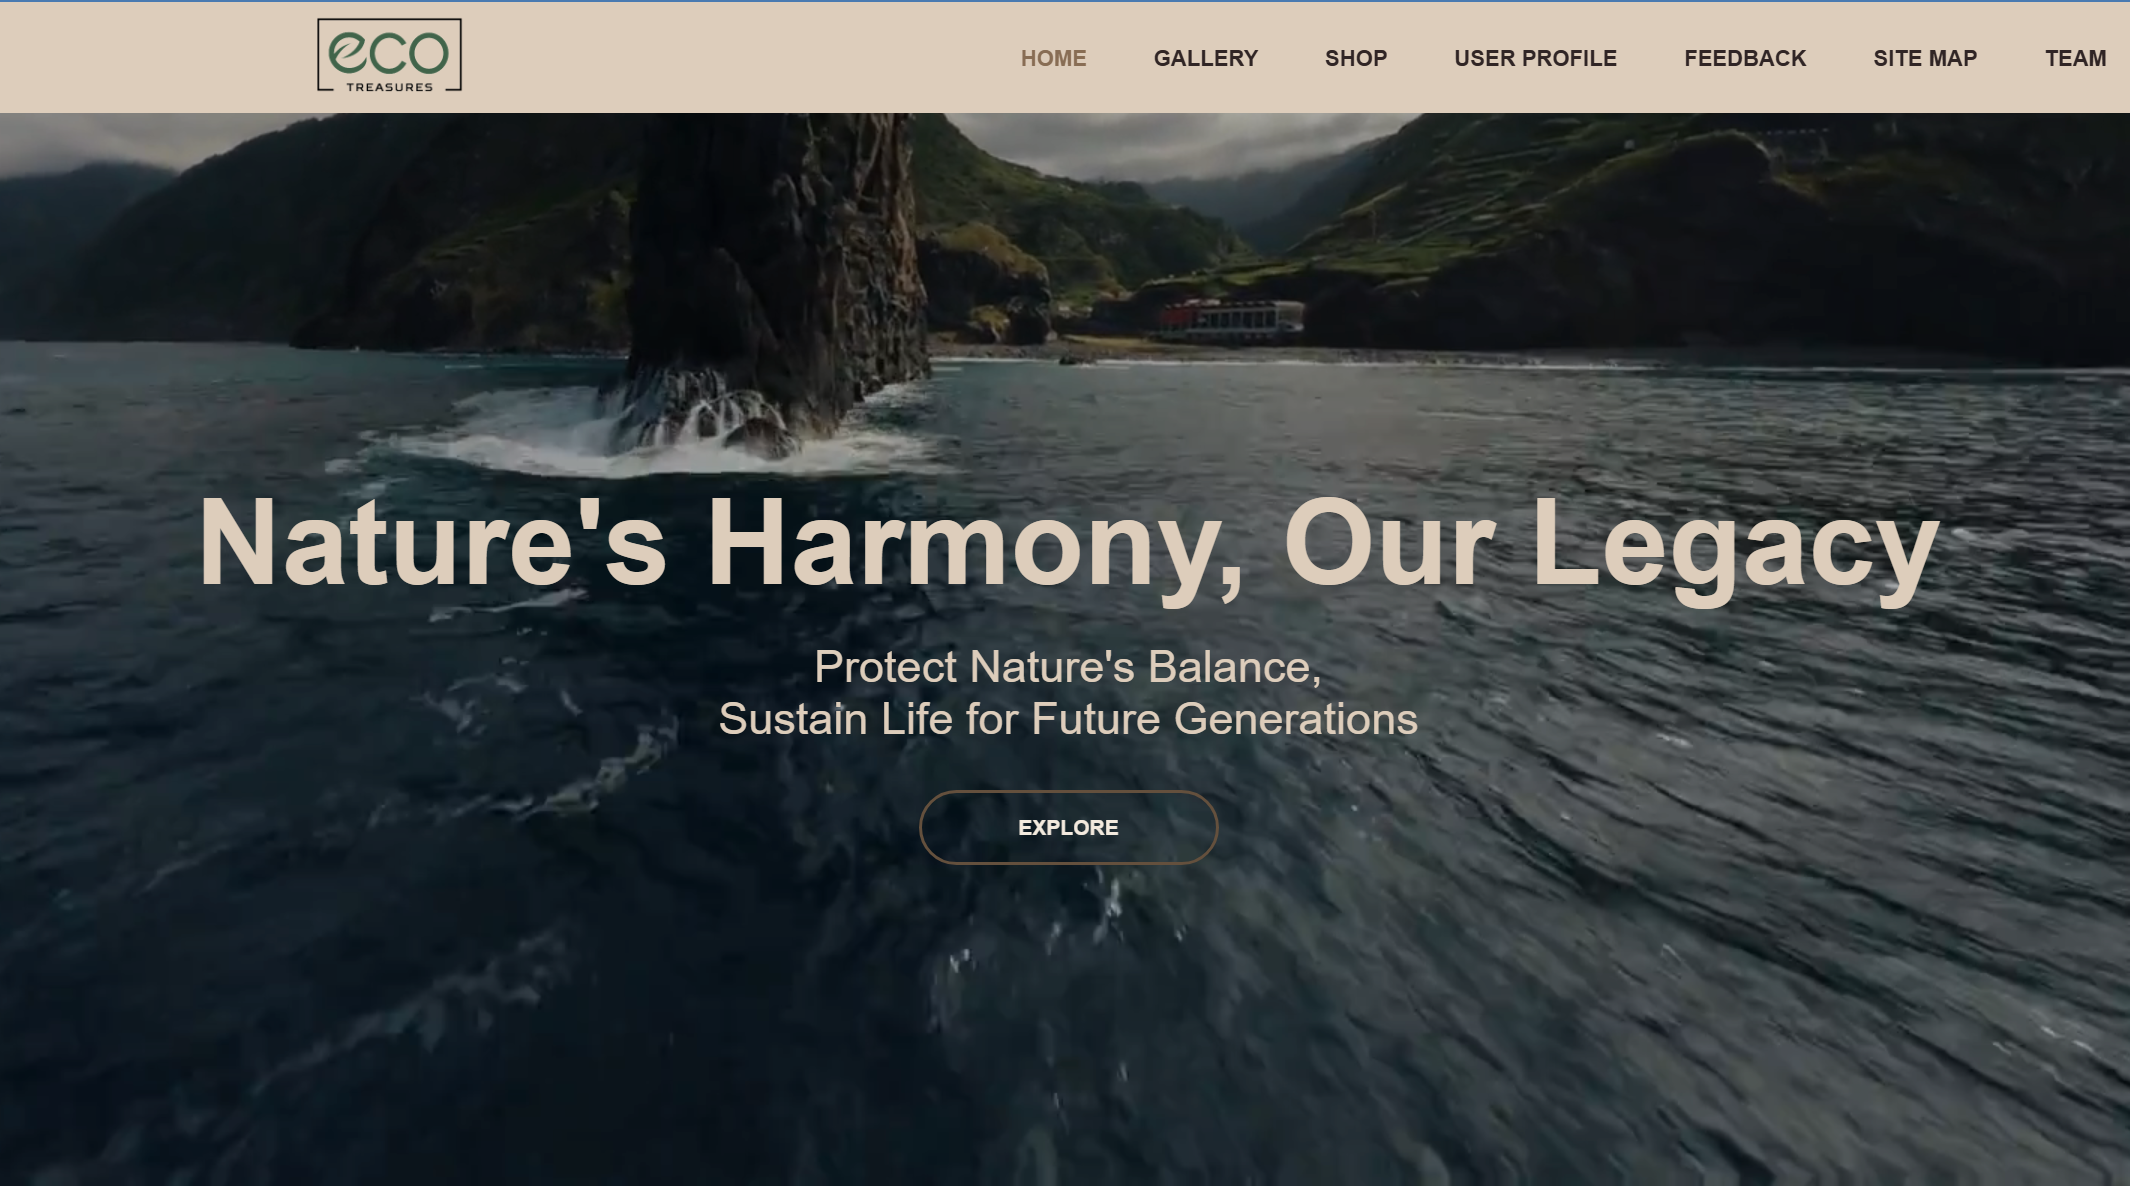 eco
TREASURES
HOME GALLERY SHOP USER PROFILE FEEDBACK SITE MAP TEAM
Nature's Harmony, Our Legacy
Protect Nature's Balance,
Sustain Life for Future Generations
EXPLORE